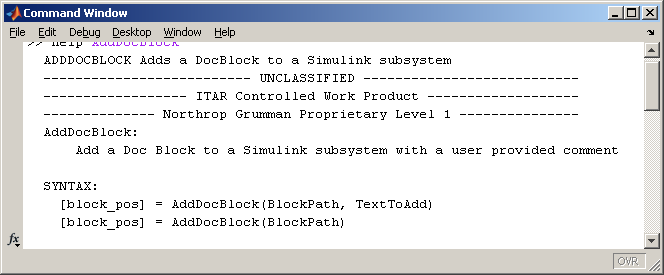 Command Window
File Edit Debug Desktop Window Help
>> help AddDocBlock
ADDDOCBLOCK Adds a DocBlock to a Simulink subsystem
-------------------------- UNCLASSIFIED ---------------------------
------------------ ITAR Controlled Work Product -------------------
-------------- Northrop Grumman Proprietary Level 1 ---------------
AddDocBlock:
Add a Doc Block to a Simulink subsystem with a user provided comment
SYNTAX:
[block_pos] = AddDocBlock(BlockPath, TextToAdd)
[block_pos] = AddDocBlock(BlockPath)
fx
OVR